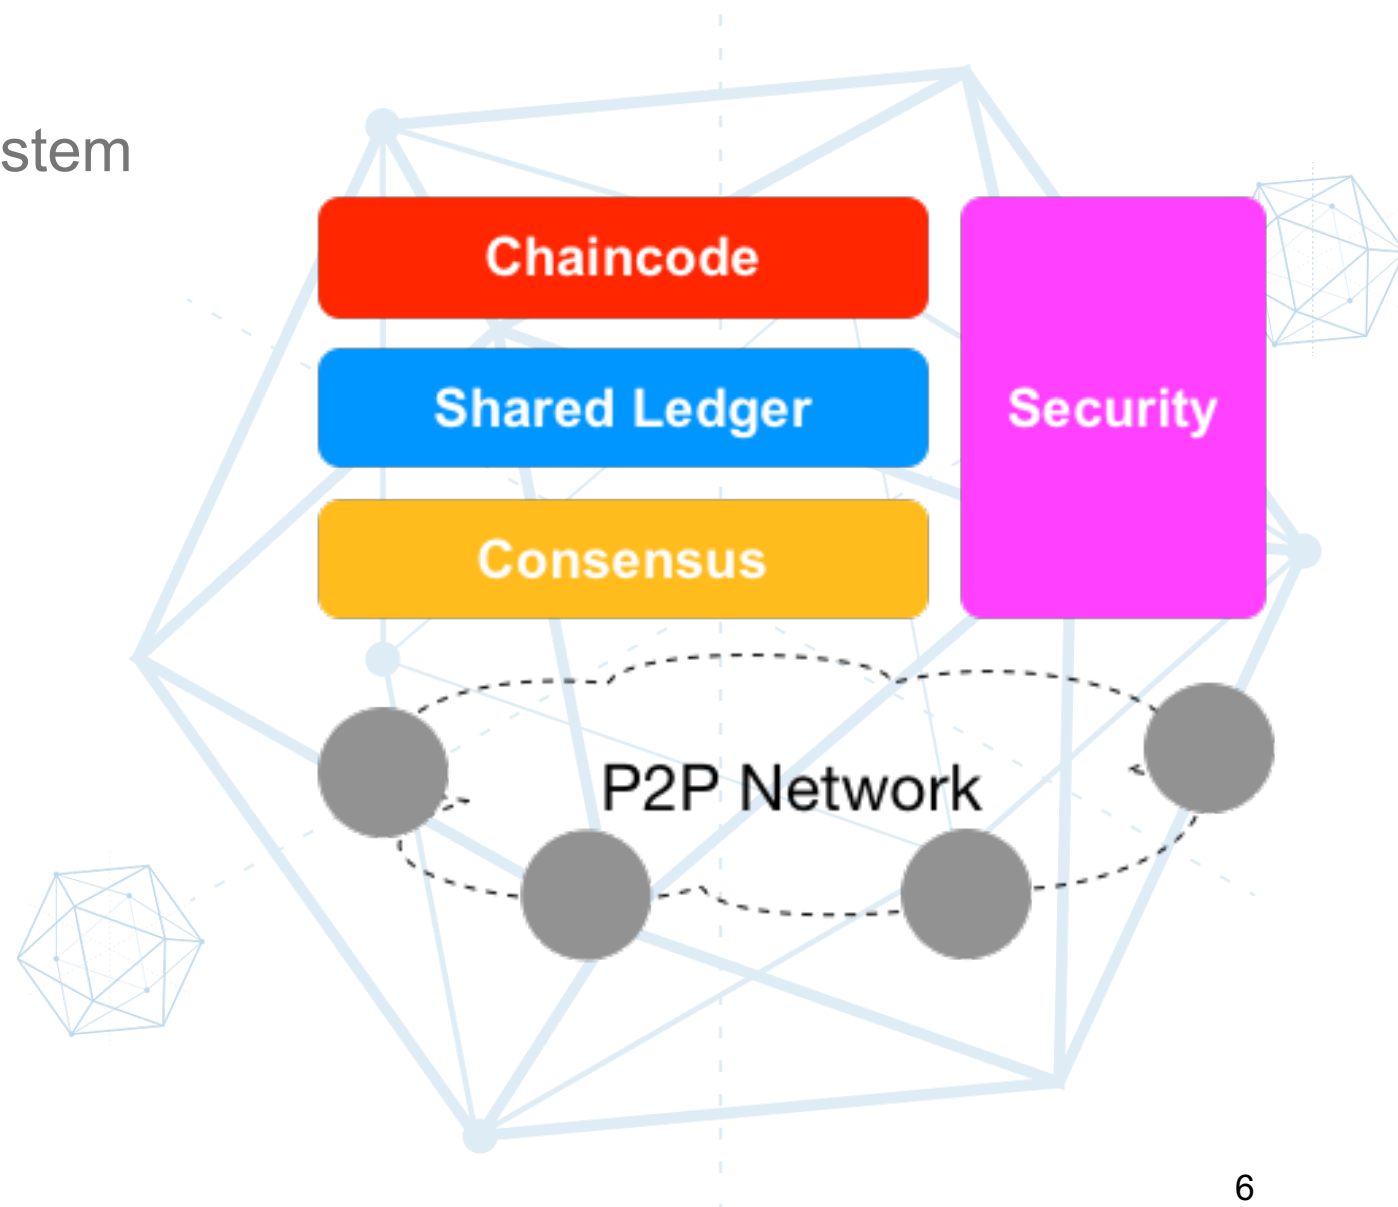 stem
Chaincode
Shared Ledger
Security
Consensus
P2P Network
6